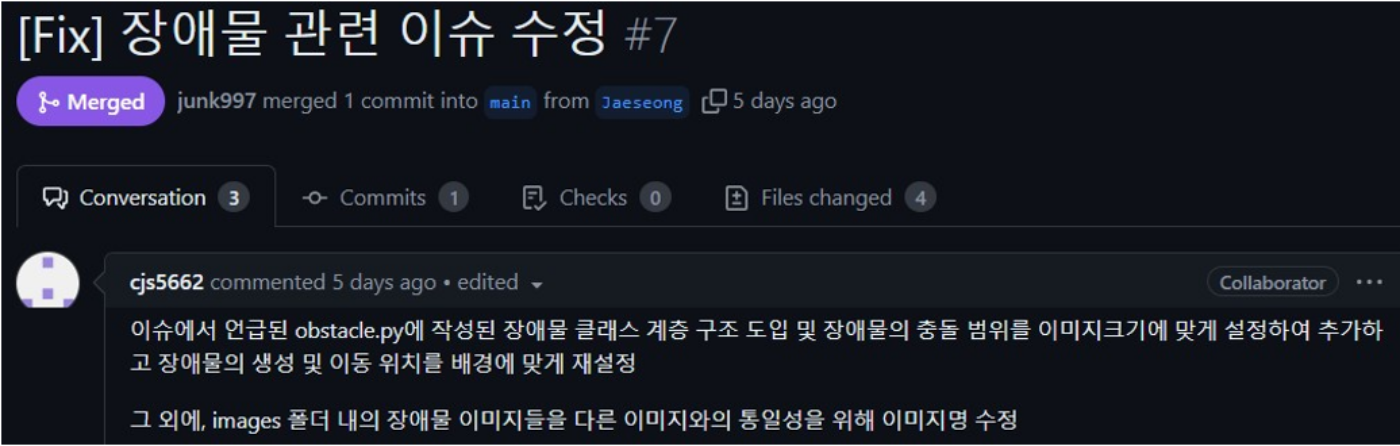 [Fix] 장애물 관련 이슈 수정 #7
Merged junk997 merged 1 commit into main from Jaeseong 5 days ago
Conversation 3 Commits 1 Checks 0 Files changed 4
cjs5662 commented 5 days ago • edited Collaborator ...
이슈에서 언급된 obstacle.py에 작성된 장애물 클래스 계층 구조 도입 및 장애물의 충돌 범위를 이미지크기에 맞게 설정하여 추가하
고 장애물의 생성 및 이동 위치를 배경에 맞게 재설정
그 외에, images 폴더 내의 장애물 이미지들을 다른 이미지와의 통일성을 위해 이미지명 수정